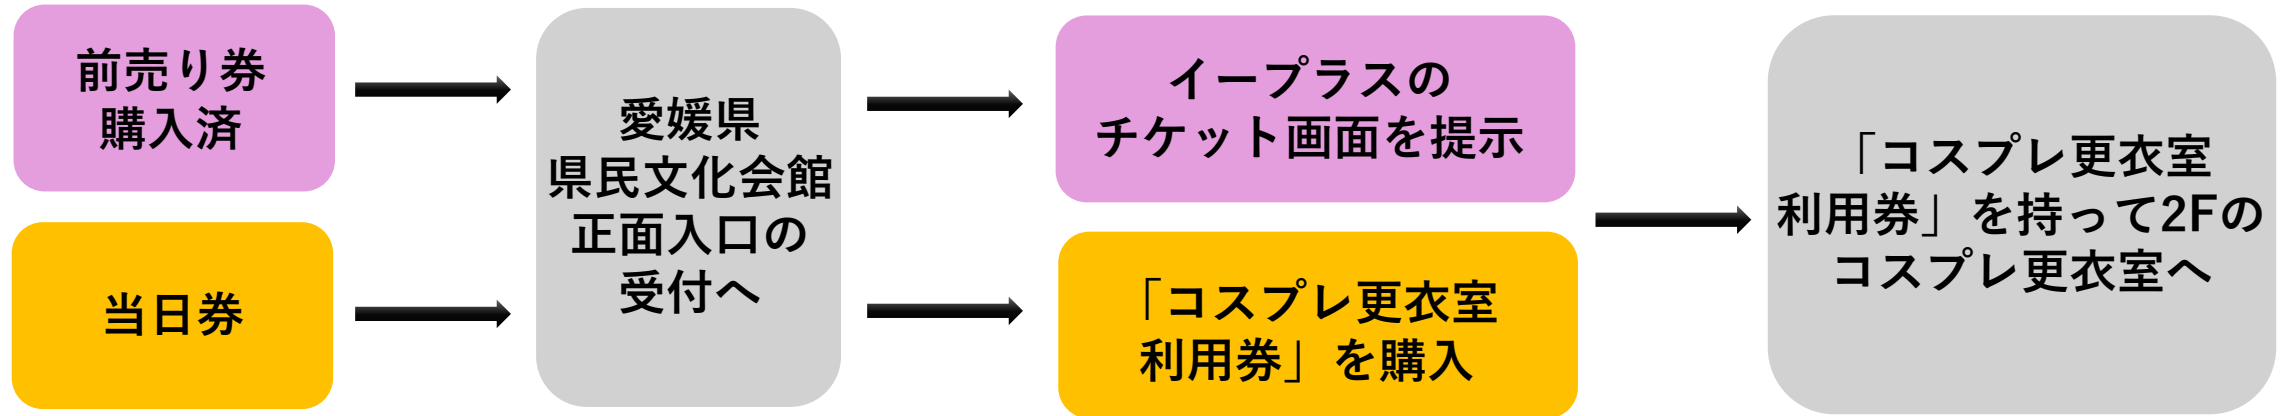 前売り券
購入済
当日券
愛媛県
県民文化会館
正面入口の
受付へ
イープラスの
チケット画面を提示
「コスプレ更衣室
利用券」を購入
「コスプレ更衣室
利用券」を持って2Fの
コスプレ更衣室へ